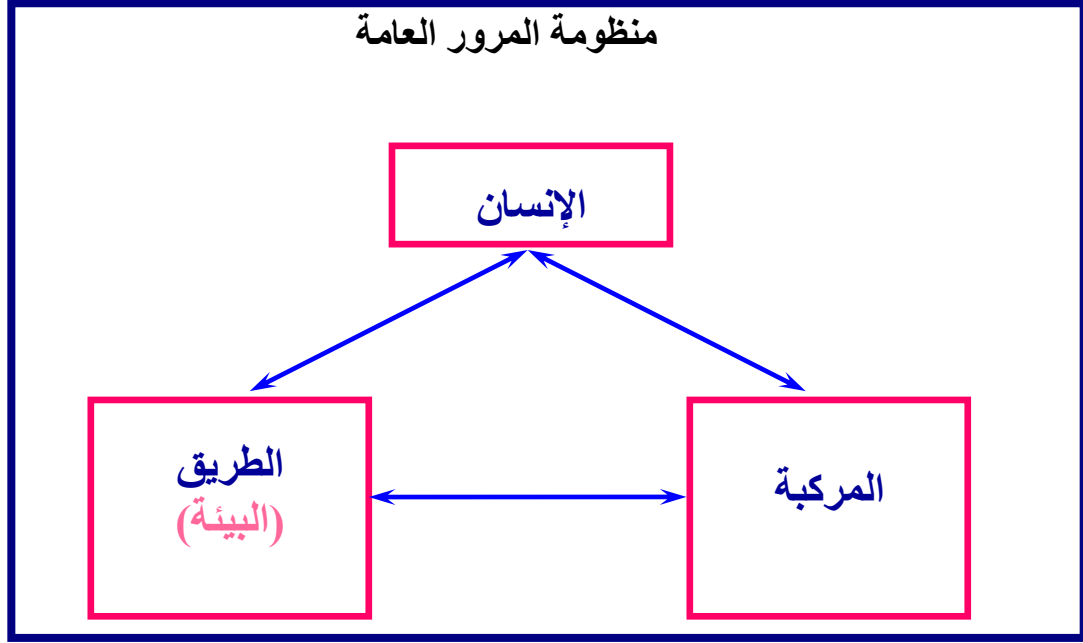 منظومة المرور العامة
الإنسان
المركبة
الطريق
(البيئة)